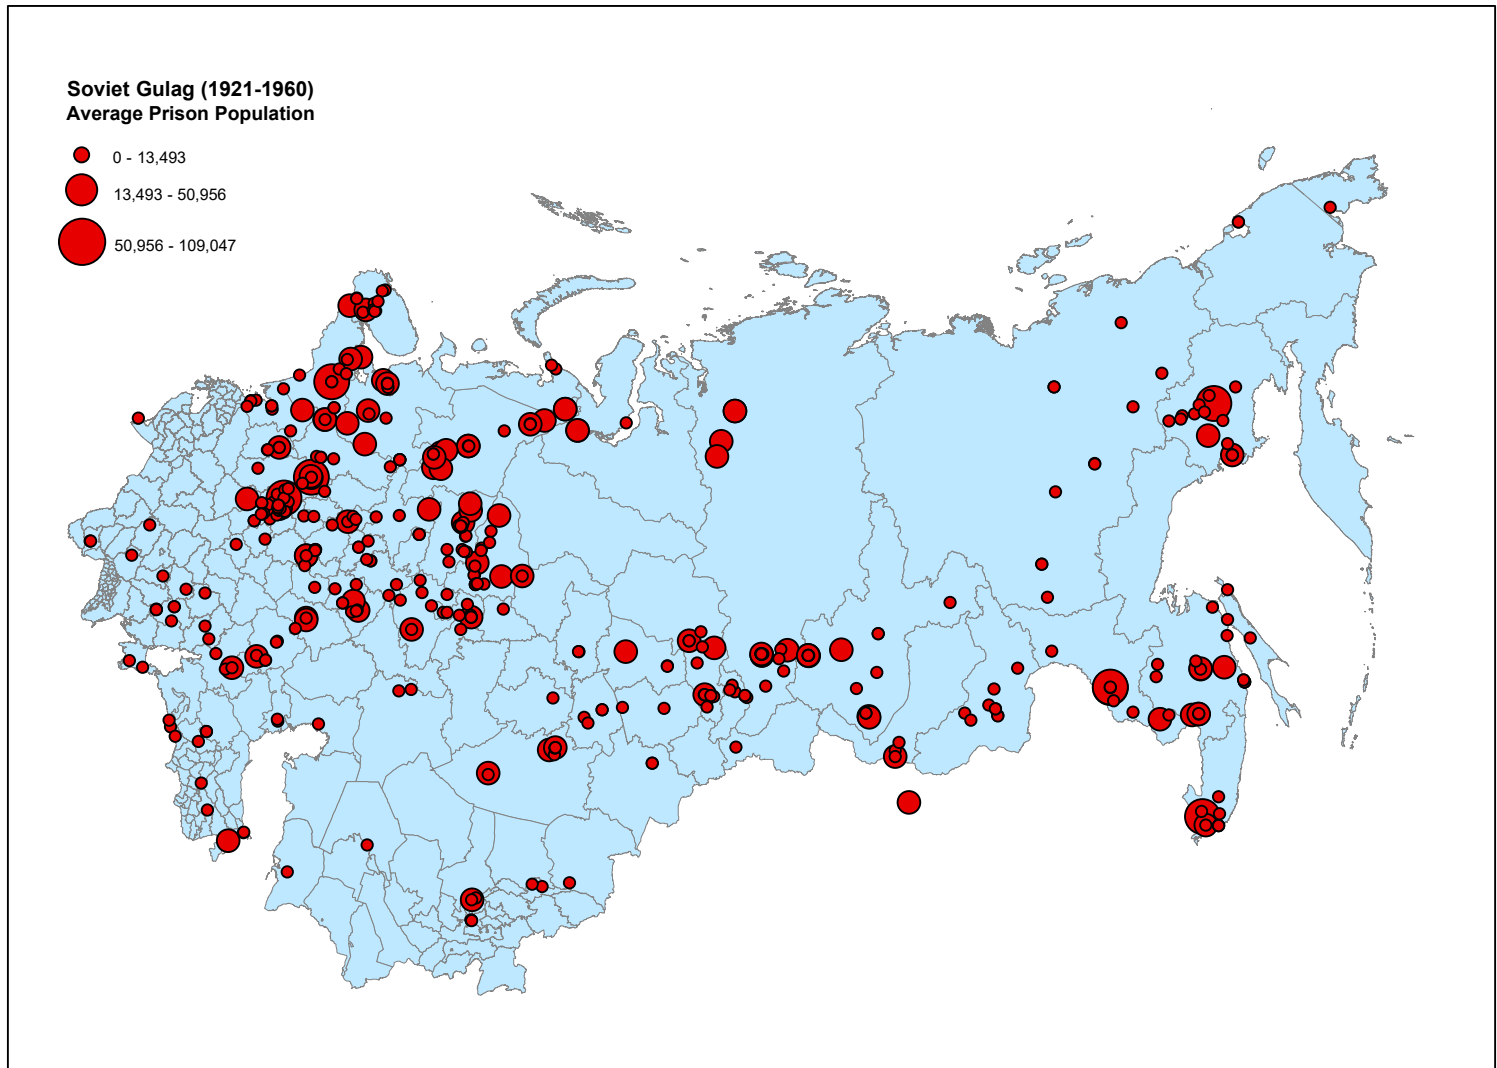 Soviet Gulag (1921-1960)
Average Prison Population
0 - 13,493
13,493 - 50,956
50,956 - 109,047